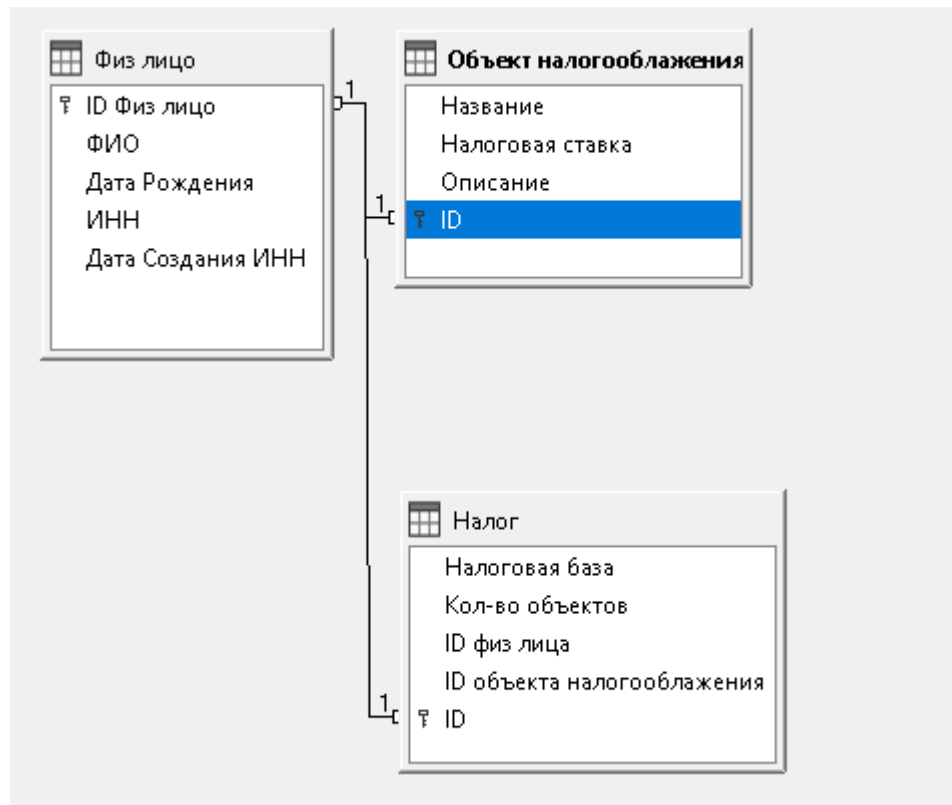 Физ лицо
ID Физ лицо
ФИО
Дата Рождения
ИНН
Дата Создания ИНН
1
1
Объект налогооблажения
Название
Налоговая ставка
Описание
ID
Налог
Налоговая база
Кол-во объектов
ID физ лица
ID объекта налогооблажения
1
ID